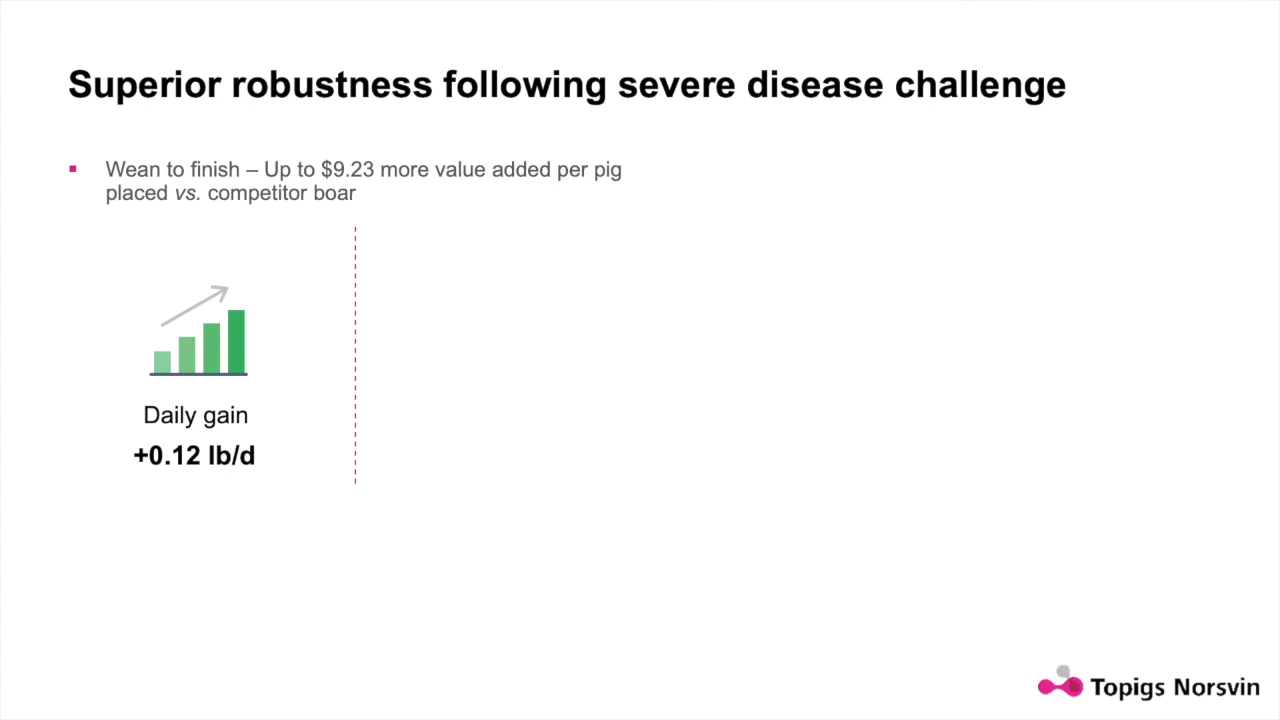 Superior robustness following severe disease challenge
▪ Wean to finish – Up to $9.23 more value added per pig
placed vs. competitor boar
Daily gain
+0.12 lb/d
Topigs Norsvin